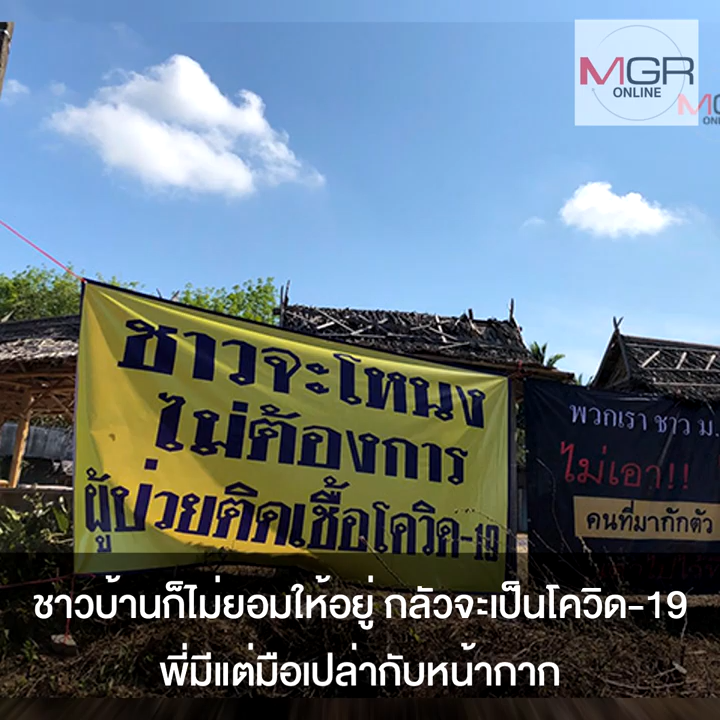 MGR
ONLINE
ชาวจะโหนง
ไม่ต้องการ
ผู้ป่วยติดเชื้อโควิด-19
พวกเรา ชาว ม.
ไม่เอา!!
คนที่มากักตัว
ชาวบ้านก็ไม่ยอมให้อยู่ กลัวจะเป็นโควิด-19
พี่มีแต่มือเปล่ากับหน้ากาก